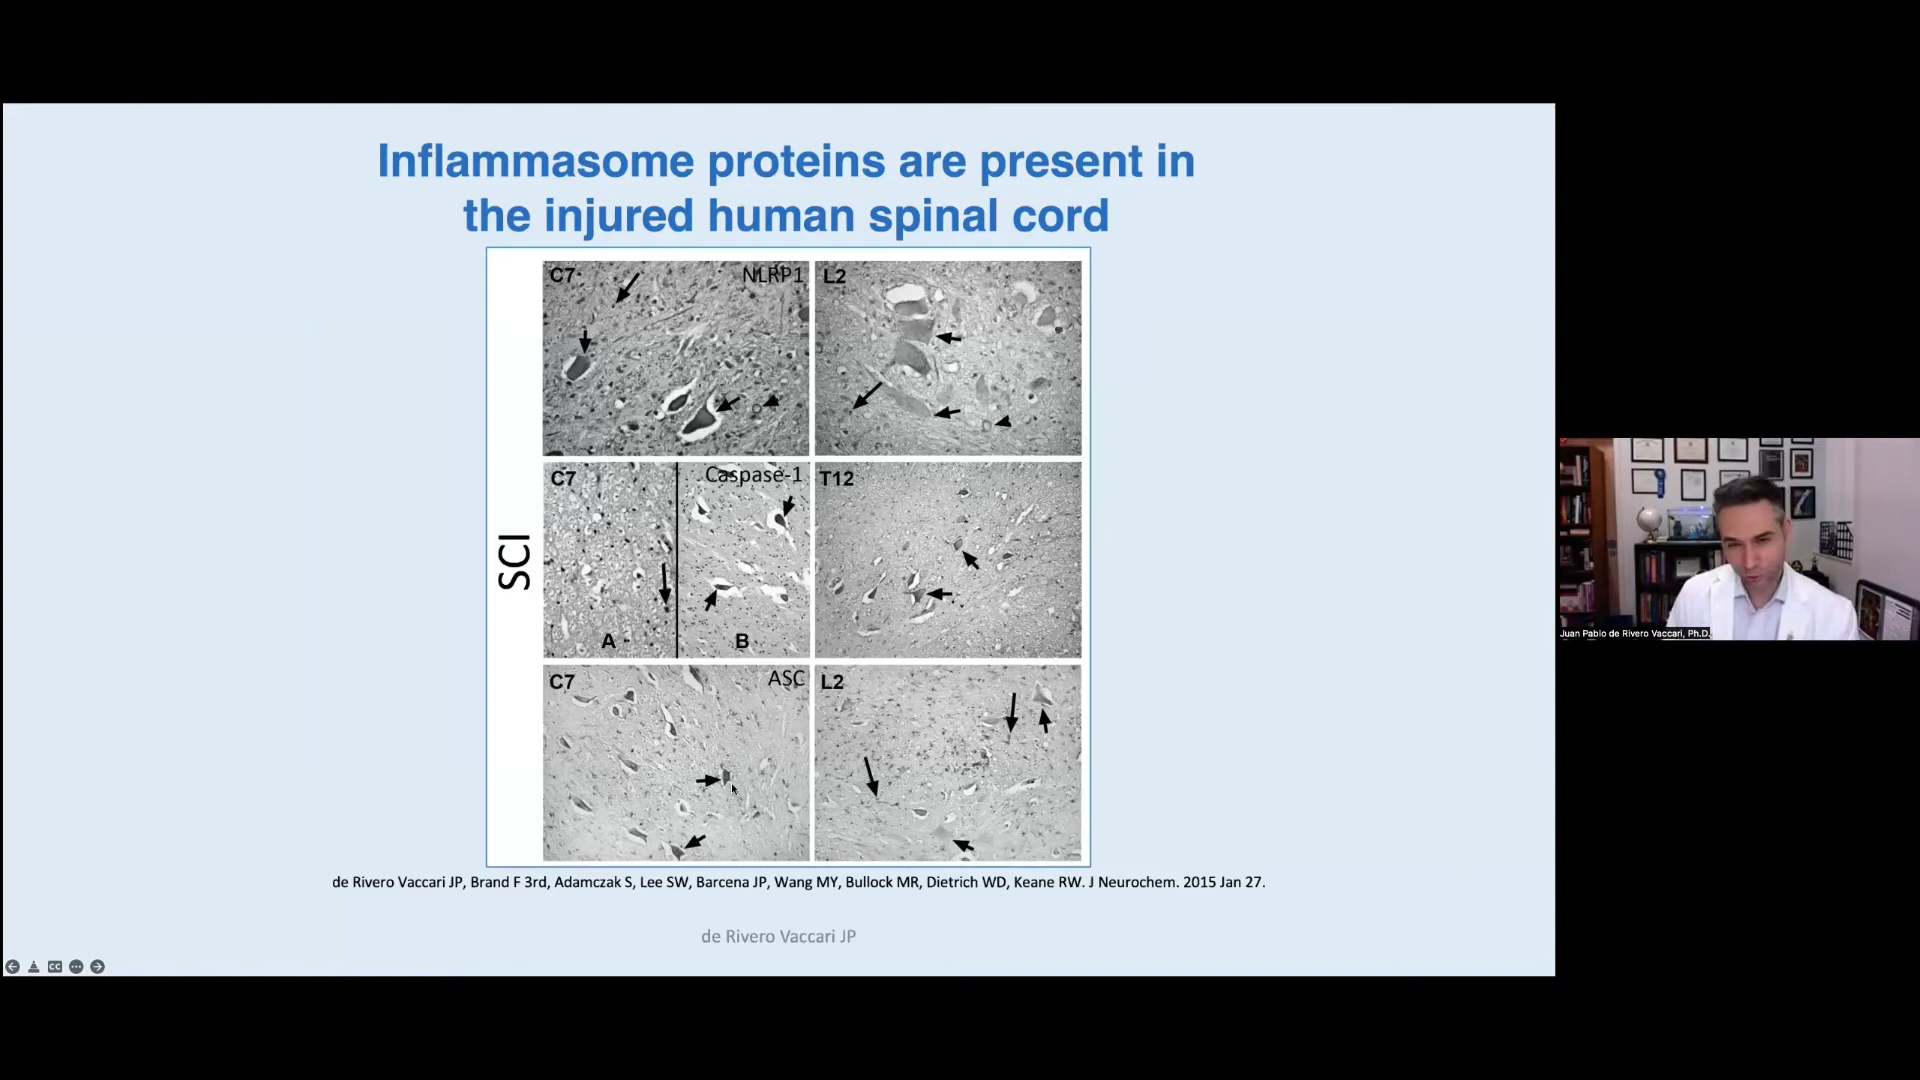 Inflammasome proteins are present in
the injured human spinal cord
SCI
C7
NLRP1
L2
C7
Caspase-1
T12
A
B
C7
ASC
L2
de Rivero Vaccari JP, Brand F 3rd, Adamczak S, Lee SW, Barcena JP, Wang MY, Bullock MR, Dietrich WD, Keane RW. J Neurochem. 2015 Jan 27.
de Rivero Vaccari JP
CC
Juan Pablo de Rivero Vaccari, Ph.D.